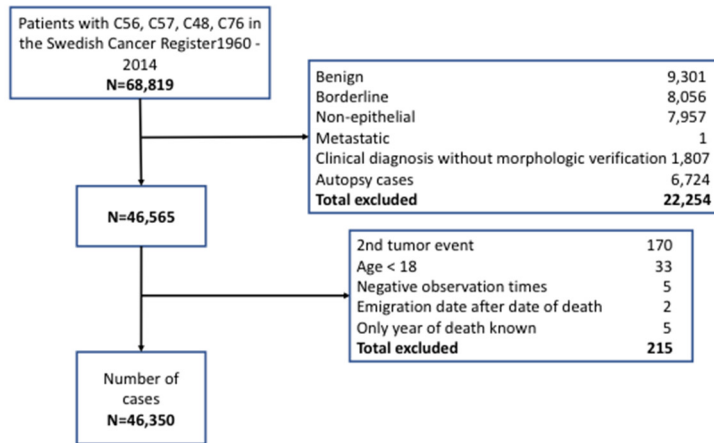 Patients with C56, C57, C48, C76 in
the Swedish Cancer Register1960 -
2014
N=68,819
Benign 9,301
Borderline 8,056
Non-epithelial 7,957
Metastatic 1
Clinical diagnosis without morphologic verification 1,807
Autopsy cases 6,724
Total excluded 22,254
N=46,565
2nd tumor event 170
Age < 18 33
Negative observation times 5
Emigration date after date of death 2
Only year of death known 5
Total excluded 215
Number of
cases
N=46,350